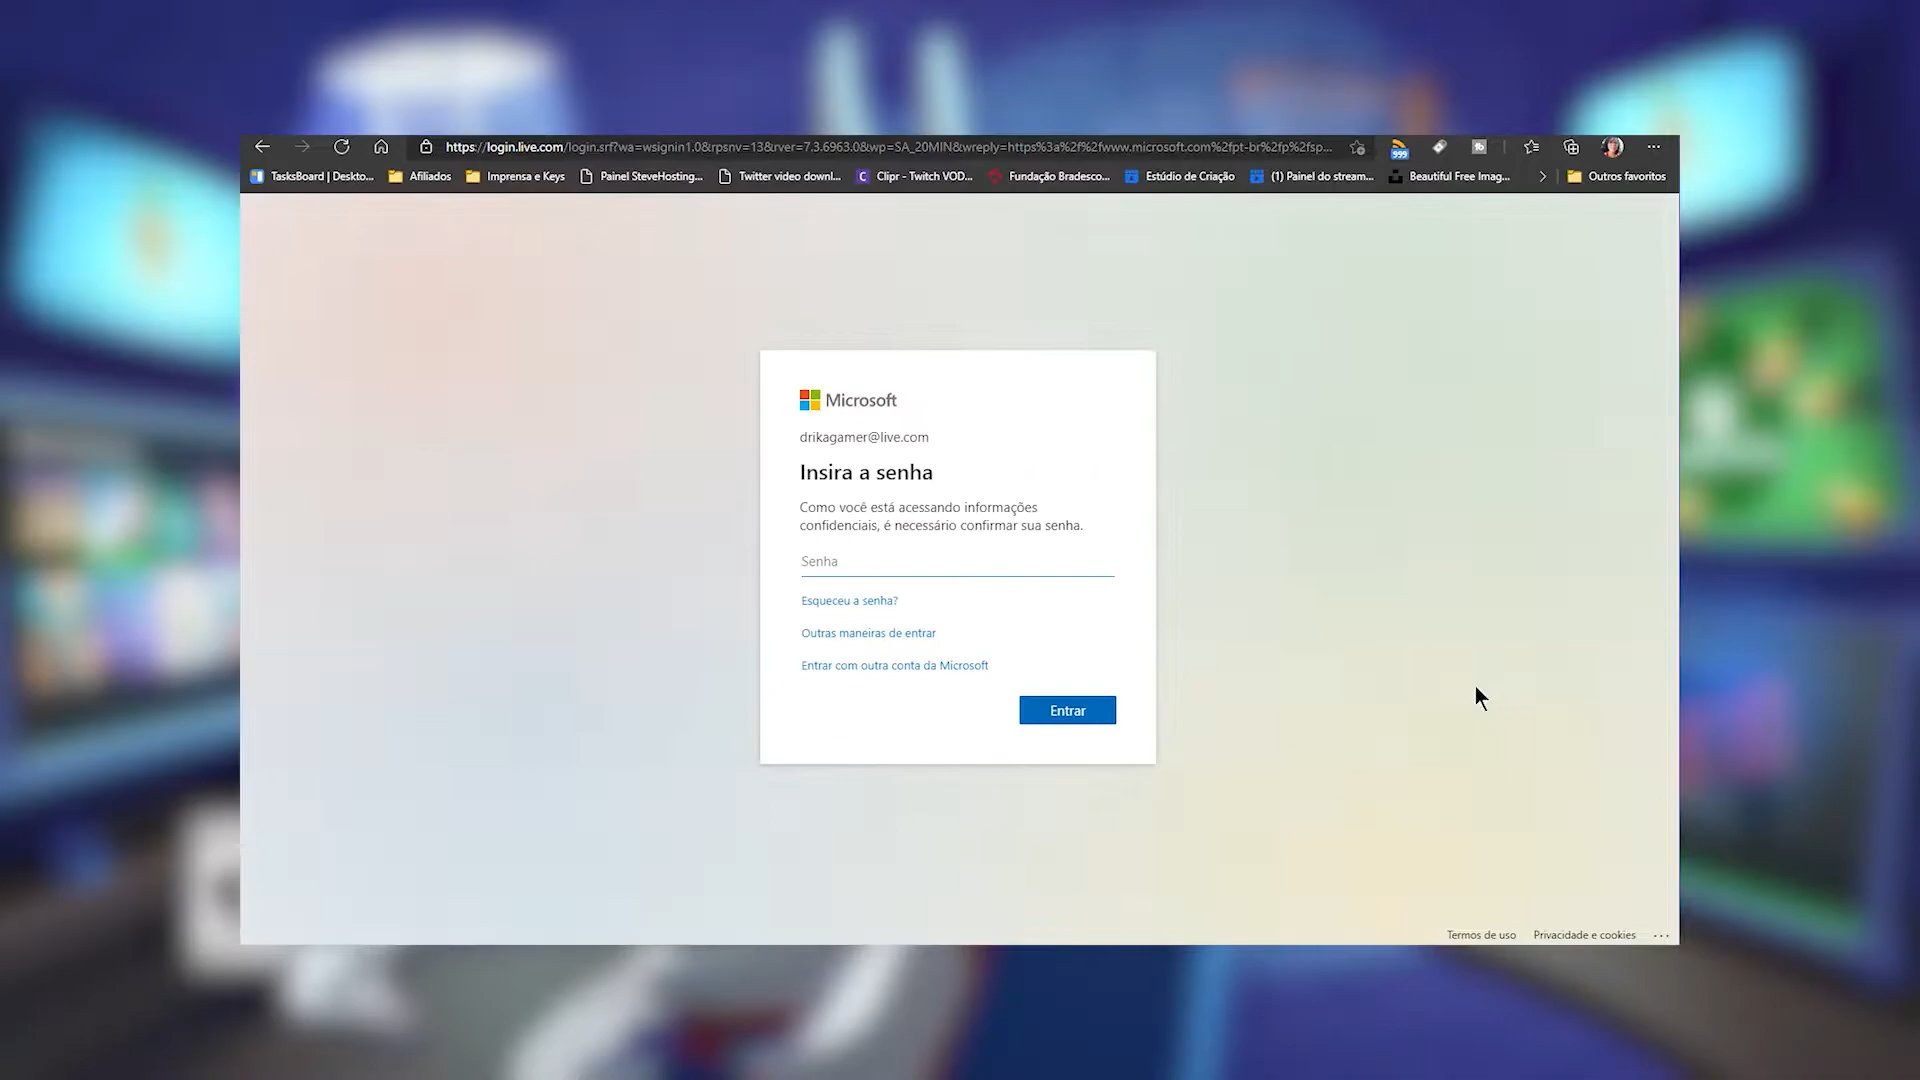 https://login.live.com/login.srf?wa=wsignin1.0&rpsnv=13&rver=7.3.6963.0&wp=SA_20MIN&wreply=https%3a%2f%2fwww.microsoft.com%2fpt-br%2fp%2fsp...
999
TasksBoard | Deskto...
Afiliados
Imprensa e Keys
Painel SteveHosting...
Twitter video downl...
Clipr - Twitch VOD...
Fundação Bradesco...
Estúdio de Criação
(1) Painel do stream...
Beautiful Free Imag...
Outros favoritos
Microsoft
drikagamer@live.com
Insira a senha
Como você está acessando informações
confidenciais, é necessário confirmar sua senha.
Senha
Esqueceu a senha?
Outras maneiras de entrar
Entrar com outra conta da Microsoft
Entrar
Termos de uso
Privacidade e cookies